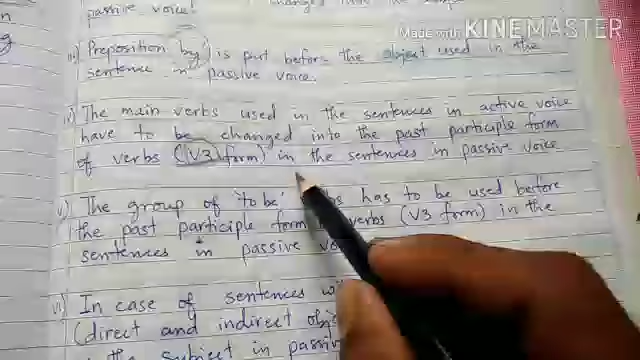 passive voice!
Made with KINEMASTER
iii) Preposition 'by' is put before the object used in the
sentence in passive voice.
iv) The main verbs used in the sentences in active voice
have to be changed into the past participle form
of verbs (V3 form) in the sentences in passive voice
v) The group of 'to be' has to be used before
the past participle form verbs (V3 form) in the
sentences in passive
vi) In case of sentences
(direct and indirect
the subject in passive